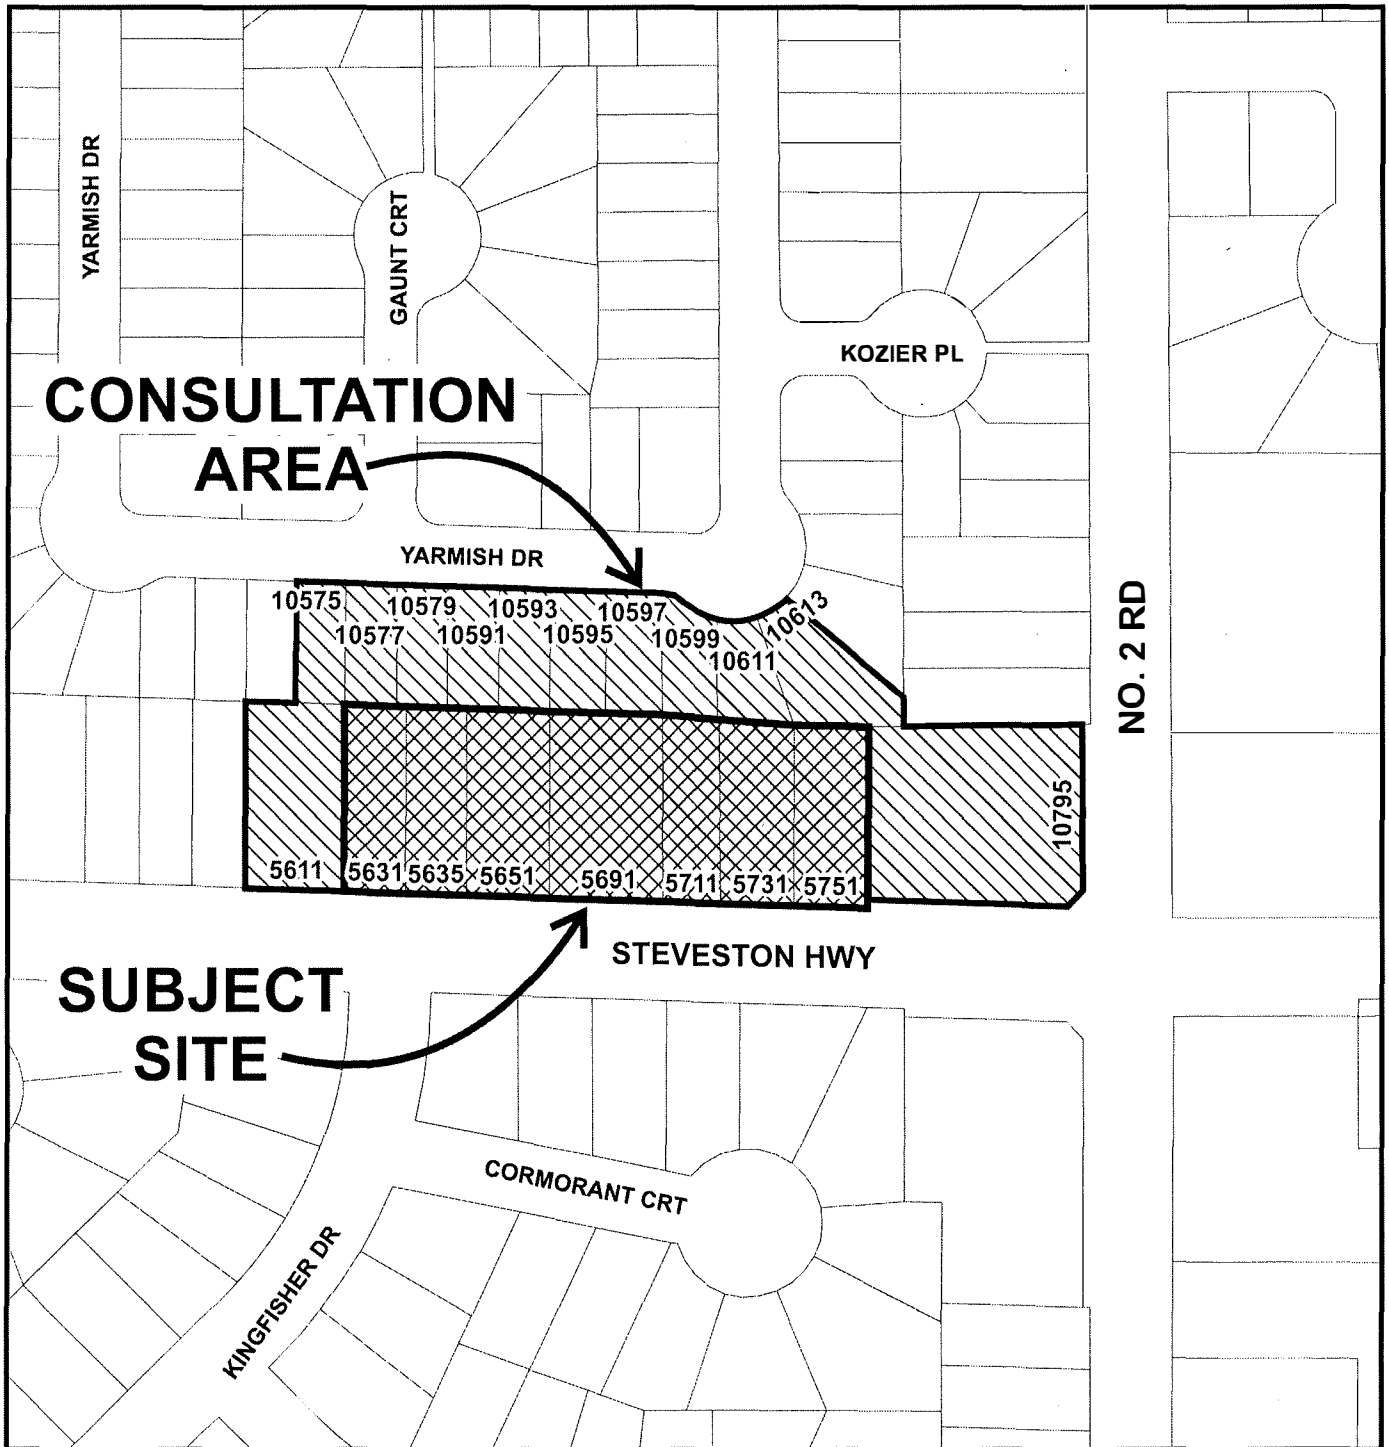 YARMISH DR
GAUNT CRT
KOZIER PL
CONSULTATION
AREA
YARMISH DR
NO. 2 RD
10575 10579 10593 10597 10613
10577 10591 10595 10599
10611
10795
5611 5631 5635 5651 5691 5711 5731 5751
STEVESTON HWY
SUBJECT
SITE
CORMORANT CRT
KINGFISHER DR